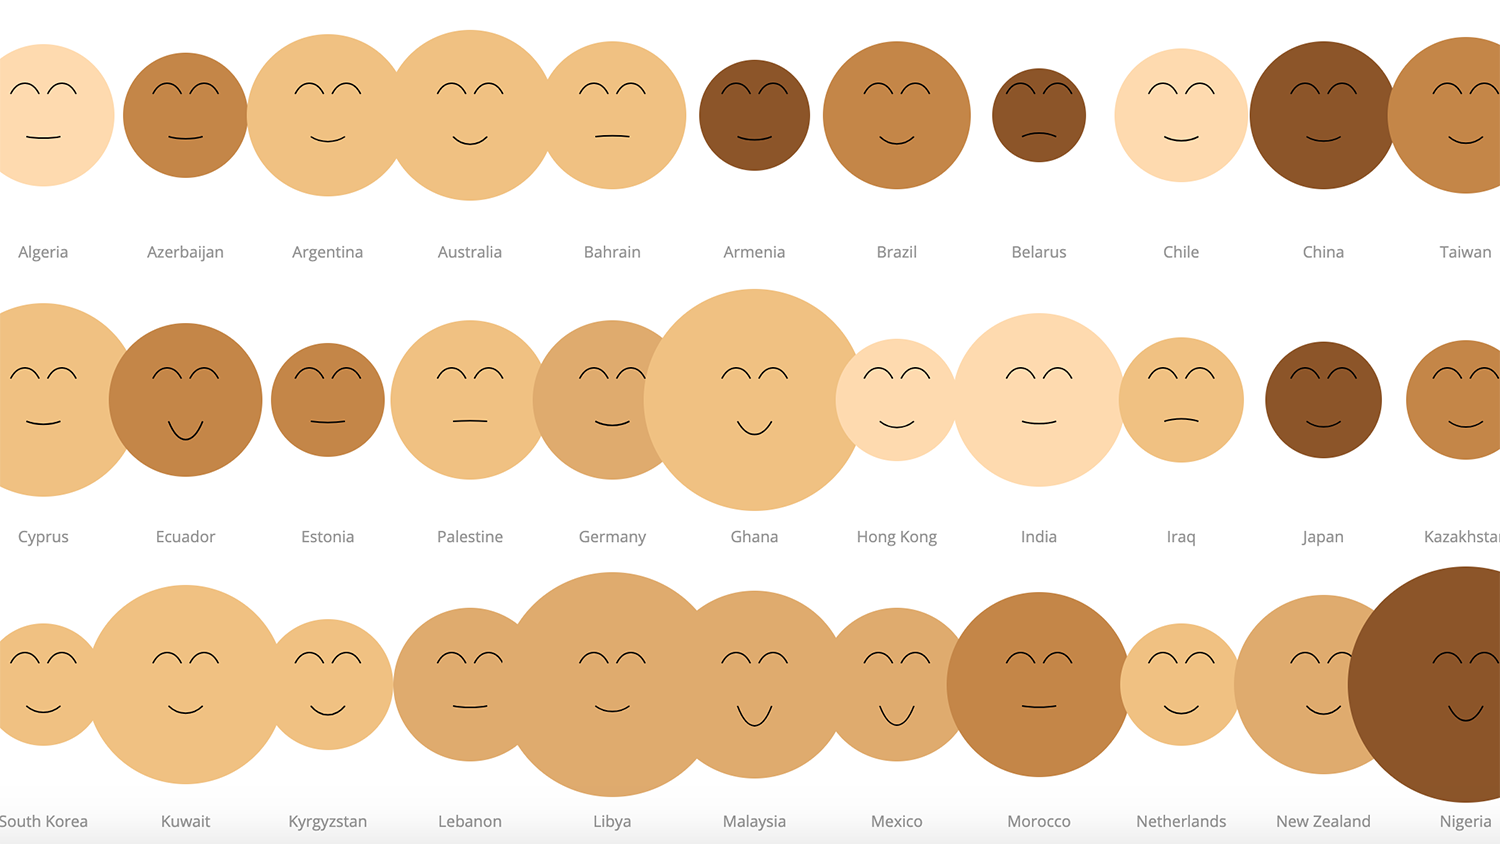 Algeria Azerbaijan Argentina Australia Bahrain Armenia Brazil Belarus Chile China Taiwan
Cyprus Ecuador Estonia Palestine Germany Ghana Hong Kong India Iraq Japan Kazakhsta
South Korea Kuwait Kyrgyzstan Lebanon Libya Malaysia Mexico Morocco Netherlands New Zealand Nigeria